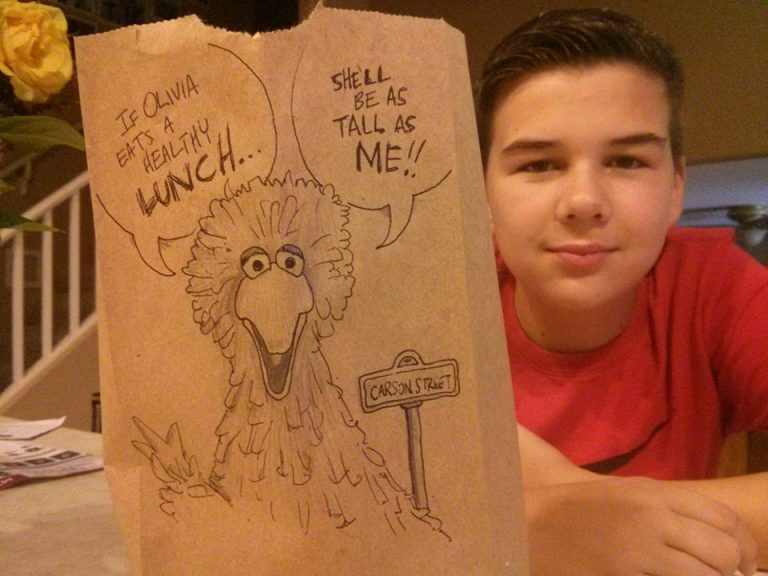 IF OLIVIA
EATS A
HEALTHY
LUNCH...
SHE'LL
BE AS
TALL AS
ME!!
CARSON STREET